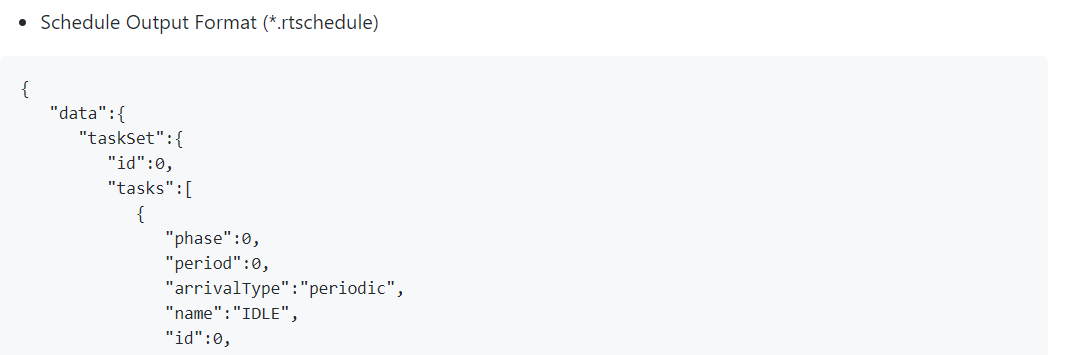 • Schedule Output Format (*.rtschedule)
{
   "data":{
      "taskSet":{
         "id":0,
         "tasks":[
            {
               "phase":0,
               "period":0,
               "arrivalType":"periodic",
               "name":"IDLE",
               "id":0,